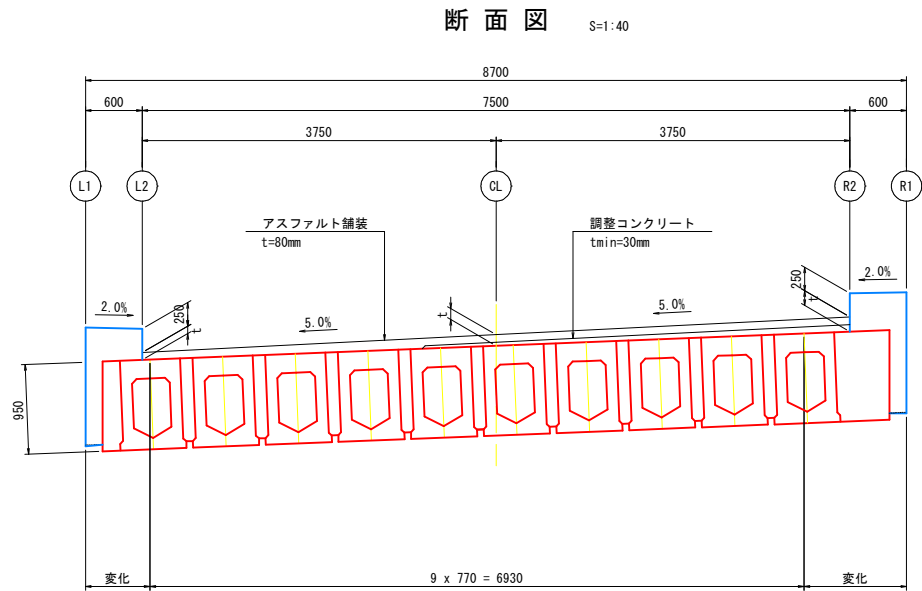 断面図 S=1:40
8700
600 7500 600
3750 3750
L1 L2 CL R2 R1
アスファルト舗装
t=80mm
調整コンクリート
tmin=30mm
2.0%
250
t
5.0%
t
5.0%
250
t
2.0%
950
変化 9 x 770 = 6930 変化